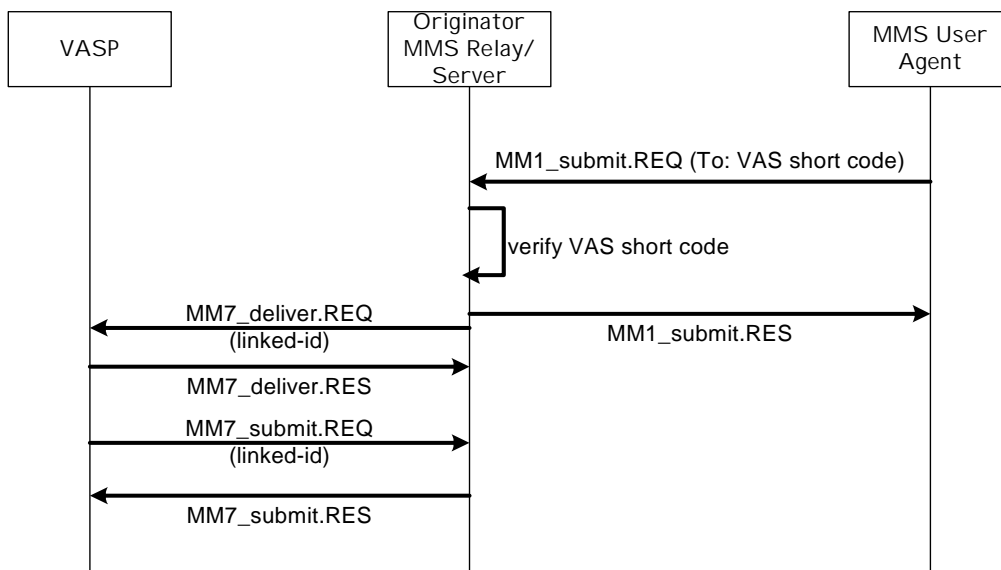 VASP
Originator
MMS Relay/
Server
MMS User
Agent
MM1_submit.REQ (To: VAS short code)
verify VAS short code
MM7_deliver.REQ
(linked-id)
MM1_submit.RES
MM7_deliver.RES
MM7_submit.REQ
(linked-id)
MM7_submit.RES